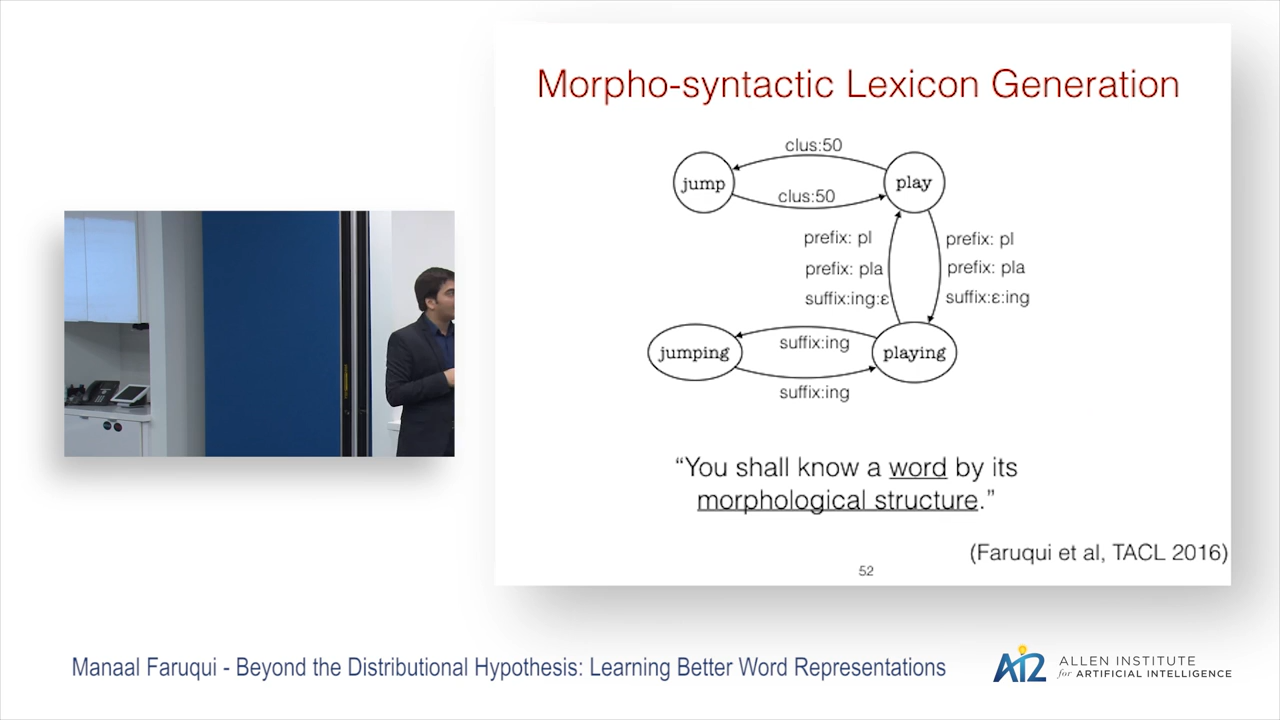 Morpho-syntactic Lexicon Generation
clus:50
jump
play
clus:50
prefix: pl
prefix: pla
suffix:ing:ε
prefix: pl
prefix: pla
suffix:ε:ing
suffix:ing
jumping
playing
suffix:ing
“You shall know a word by its
morphological structure.”
(Faruqui et al, TACL 2016)
52
Manaal Faruqui - Beyond the Distributional Hypothesis: Learning Better Word Representations
AI2
ALLEN INSTITUTE
for ARTIFICIAL INTELLIGENCE